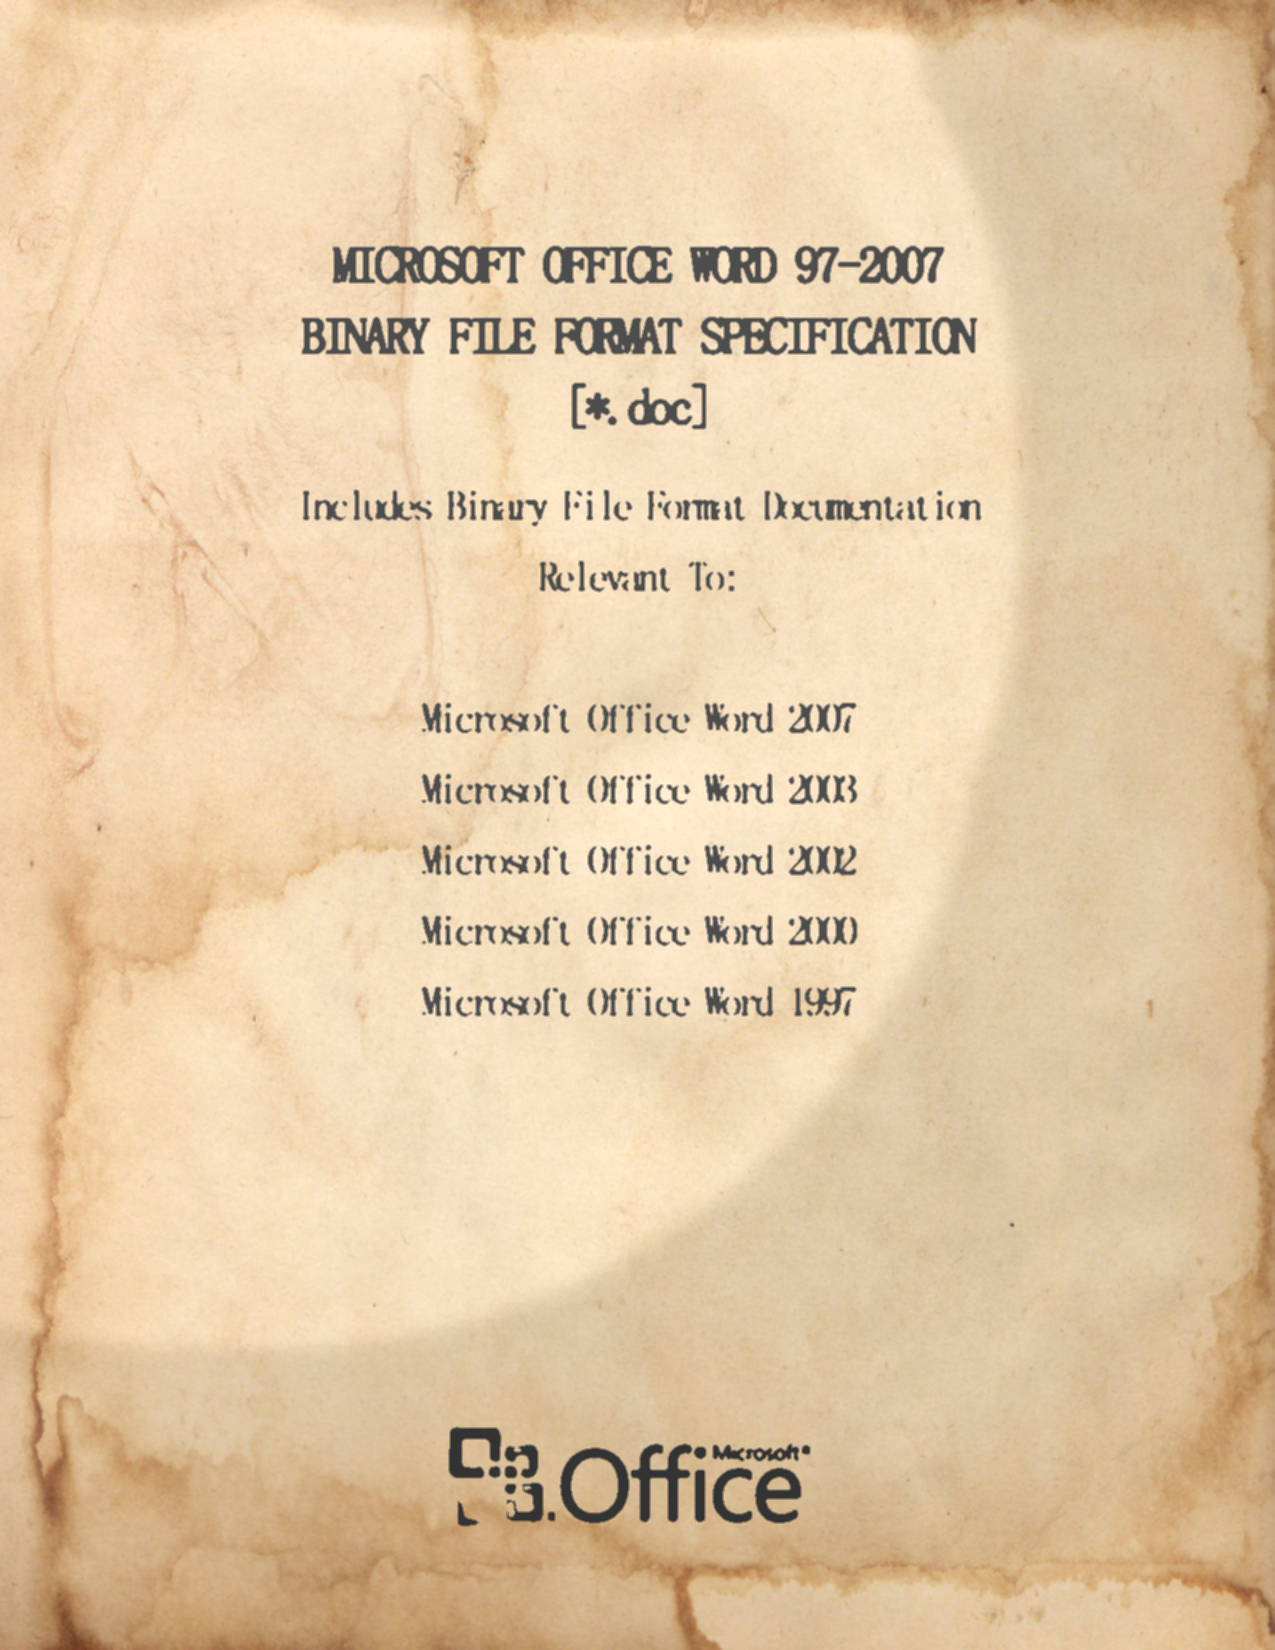 MICROSOFT OFFICE WORD 97-2007
BINARY FILE FORMAT SPECIFICATION
[*.doc]
Includes Binary File Format Documentation
Relevant To:
Microsoft Office Word 2007
Microsoft Office Word 2003
Microsoft Office Word 2002
Microsoft Office Word 2000
Microsoft Office Word 1997
Microsoft
Office